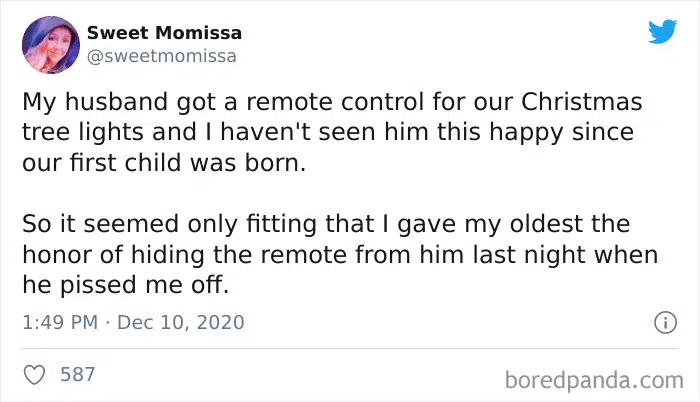 Sweet Momissa
@sweetmomissa
My husband got a remote control for our Christmas
tree lights and I haven't seen him this happy since
our first child was born.
So it seemed only fitting that I gave my oldest the
honor of hiding the remote from him last night when
he pissed me off.
1:49 PM · Dec 10, 2020
587
boredpanda.com